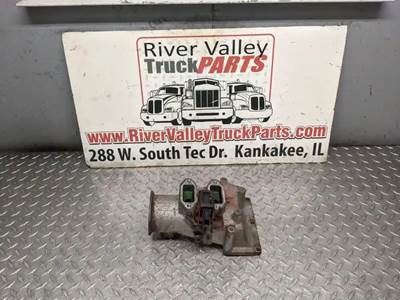 River Valley
TruckPARTS
www.RiverValleyTruckParts.com
288 W. South Tec Dr. Kankakee, IL